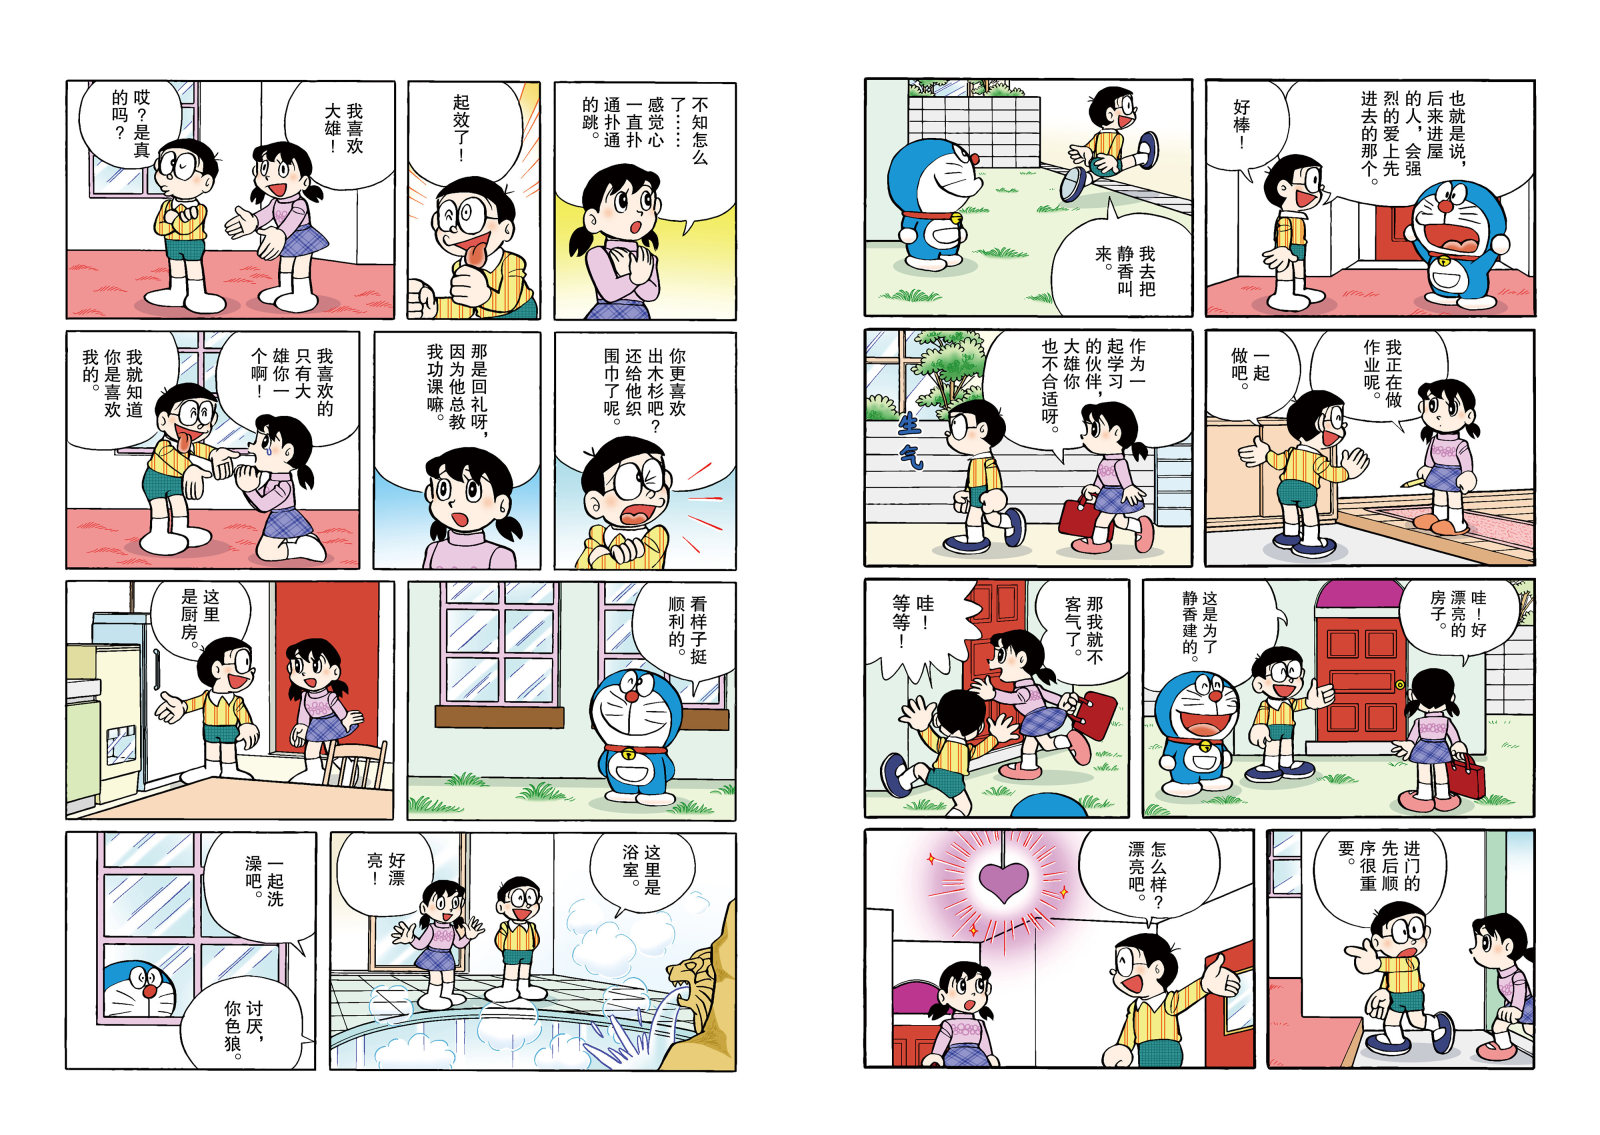 也就是说，
后来进屋
的人，会强
烈的爱上先
进去的那个。
好棒！
我去把
静香叫
来。
我正在做
作业呢。
一起
做吧。
作为一
起学习
的伙伴，
大雄你
也不合适呀。
生气
哇！好
漂亮的
房子。
这是为了
静香建的。
那我就不
客气了。
哇！
等等！
进门的
先后顺
序很重
要。
怎么样？
漂亮吧。
不知怎么
了……
感觉心
一直扑
通扑通
的跳。
起效了！
我喜欢
大雄！
哎？是真
的吗？
你更喜欢
出木杉吧？
还给他织
围巾了呢。
那是回礼呀，
因为他总教
我功课嘛。
我喜欢的
只有大
雄你一
个啊！
我就知道
你是喜欢
我的。
看样子挺
顺利的。
这里
是厨房。
这里是
浴室。
好漂
亮！
一起洗
澡吧。
讨厌，
你色狼。